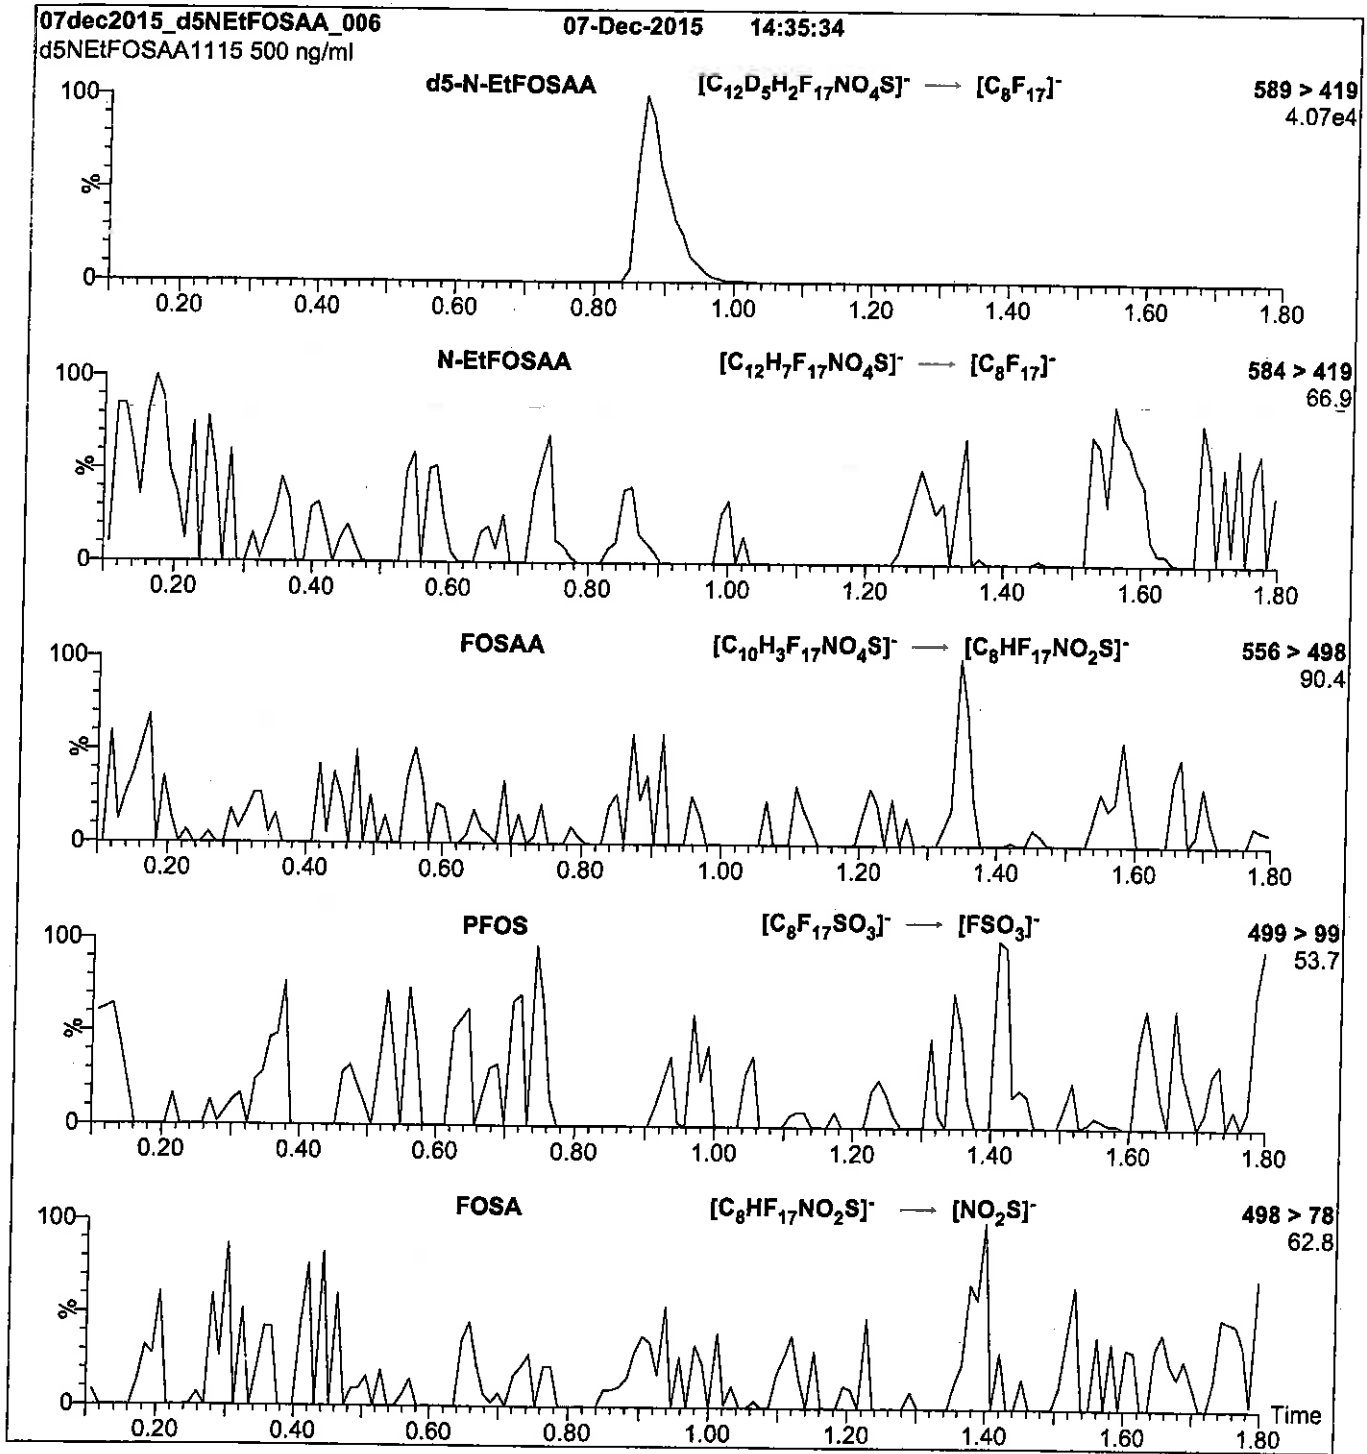 07dec2015_d5NEtFOSAA_006 07-Dec-2015 14:35:34
d5NEtFOSAA1115 500 ng/ml
d5-N-EtFOSAA [C₁₂D₅H₂F₁₇NO₄S]⁻ → [C₈F₁₇]⁻ 589 > 419
4.07e4
100
%
0
0.20 0.40 0.60 0.80 1.00 1.20 1.40 1.60 1.80
N-EtFOSAA [C₁₂H₇F₁₇NO₄S]⁻ → [C₈F₁₇]⁻ 584 > 419
66.9
100
%
0
0.20 0.40 0.60 0.80 1.00 1.20 1.40 1.60 1.80
FOSAA [C₁₀H₃F₁₇NO₄S]⁻ → [C₈HF₁₇NO₂S]⁻ 556 > 498
90.4
100
%
0
0.20 0.40 0.60 0.80 1.00 1.20 1.40 1.60 1.80
PFOS [C₈F₁₇SO₃]⁻ → [FSO₃]⁻ 499 > 99
53.7
100
%
0
0.20 0.40 0.60 0.80 1.00 1.20 1.40 1.60 1.80
FOSA [C₈HF₁₇NO₂S]⁻ → [NO₂S]⁻ 498 > 78
62.8
100
%
0
0.20 0.40 0.60 0.80 1.00 1.20 1.40 1.60 1.80 Time